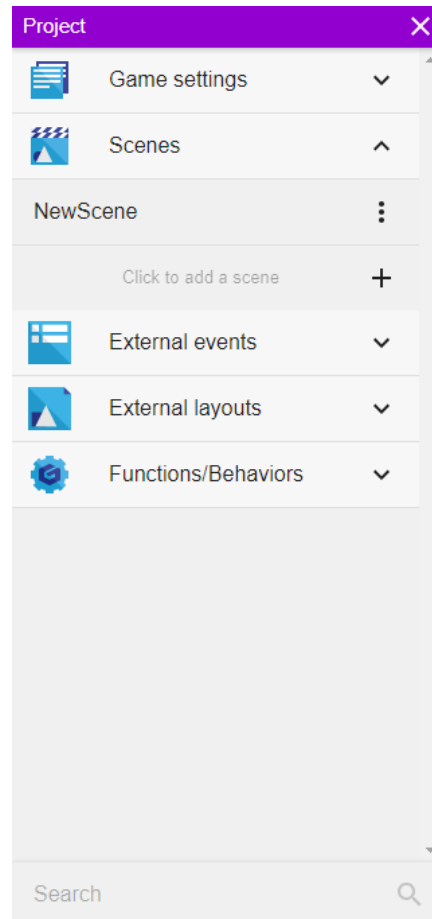 Project
Game settings
Scenes
NewScene
Click to add a scene
External events
External layouts
Functions/Behaviors
Search